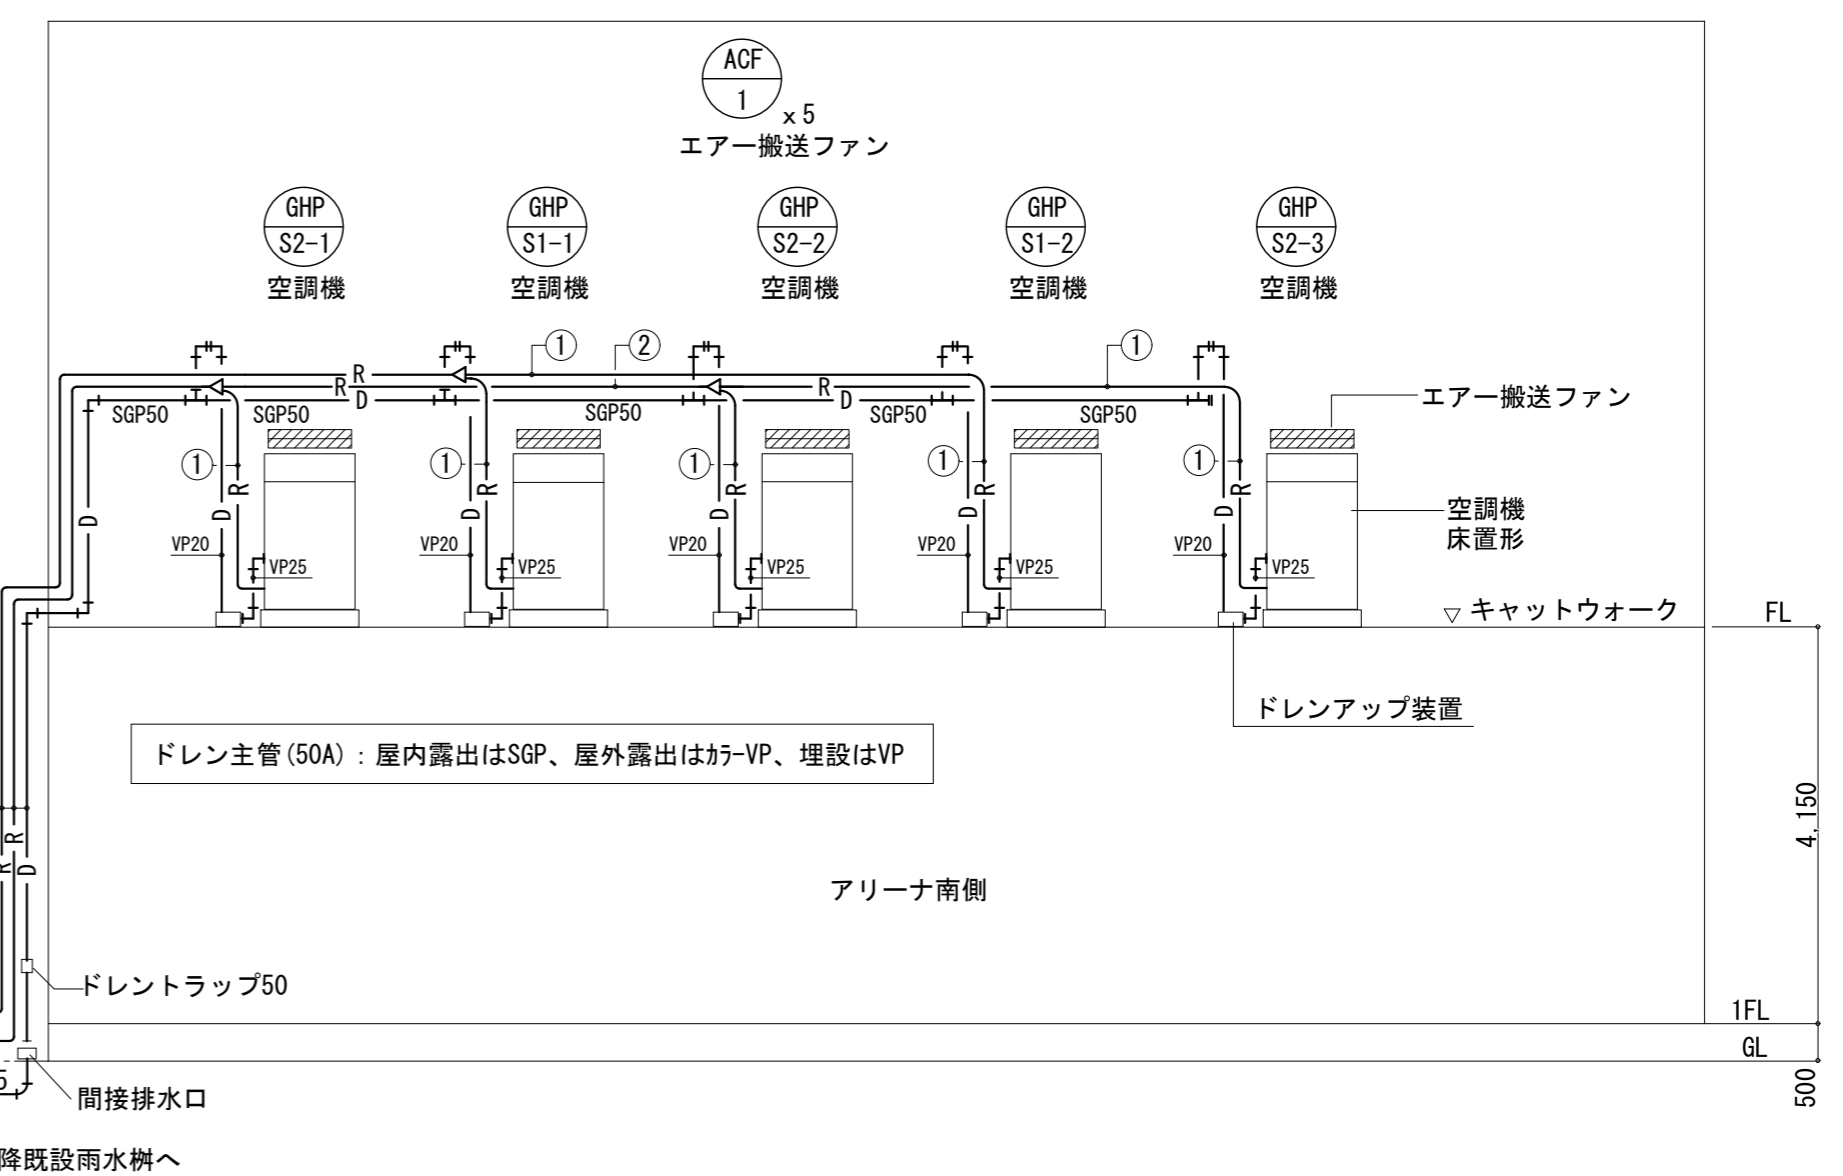 ACF
1
x5
エアー搬送ファン
GHP
S2-1
空調機
GHP
S1-1
空調機
GHP
S2-2
空調機
GHP
S1-2
空調機
GHP
S2-3
空調機
① ② ①
R R
R D R D
SGP50 SGP50 SGP50 SGP50 SGP50
エアー搬送ファン
① ① ① ① ①
R R R R R
D D D D D D
空調機
床置形
VP20 VP20 VP20 VP20 VP20
VP25 VP25 VP25 VP25 VP25
▽ キャットウォーク FL
ドレンアップ装置
ドレン主管(50A)：屋内露出はSGP、屋外露出はｶﾗｰVP、埋設はVP
4,150
R R D
アリーナ南側
ドレントラップ50
1FL
GL
500
間接排水口
降既設雨水桝へ